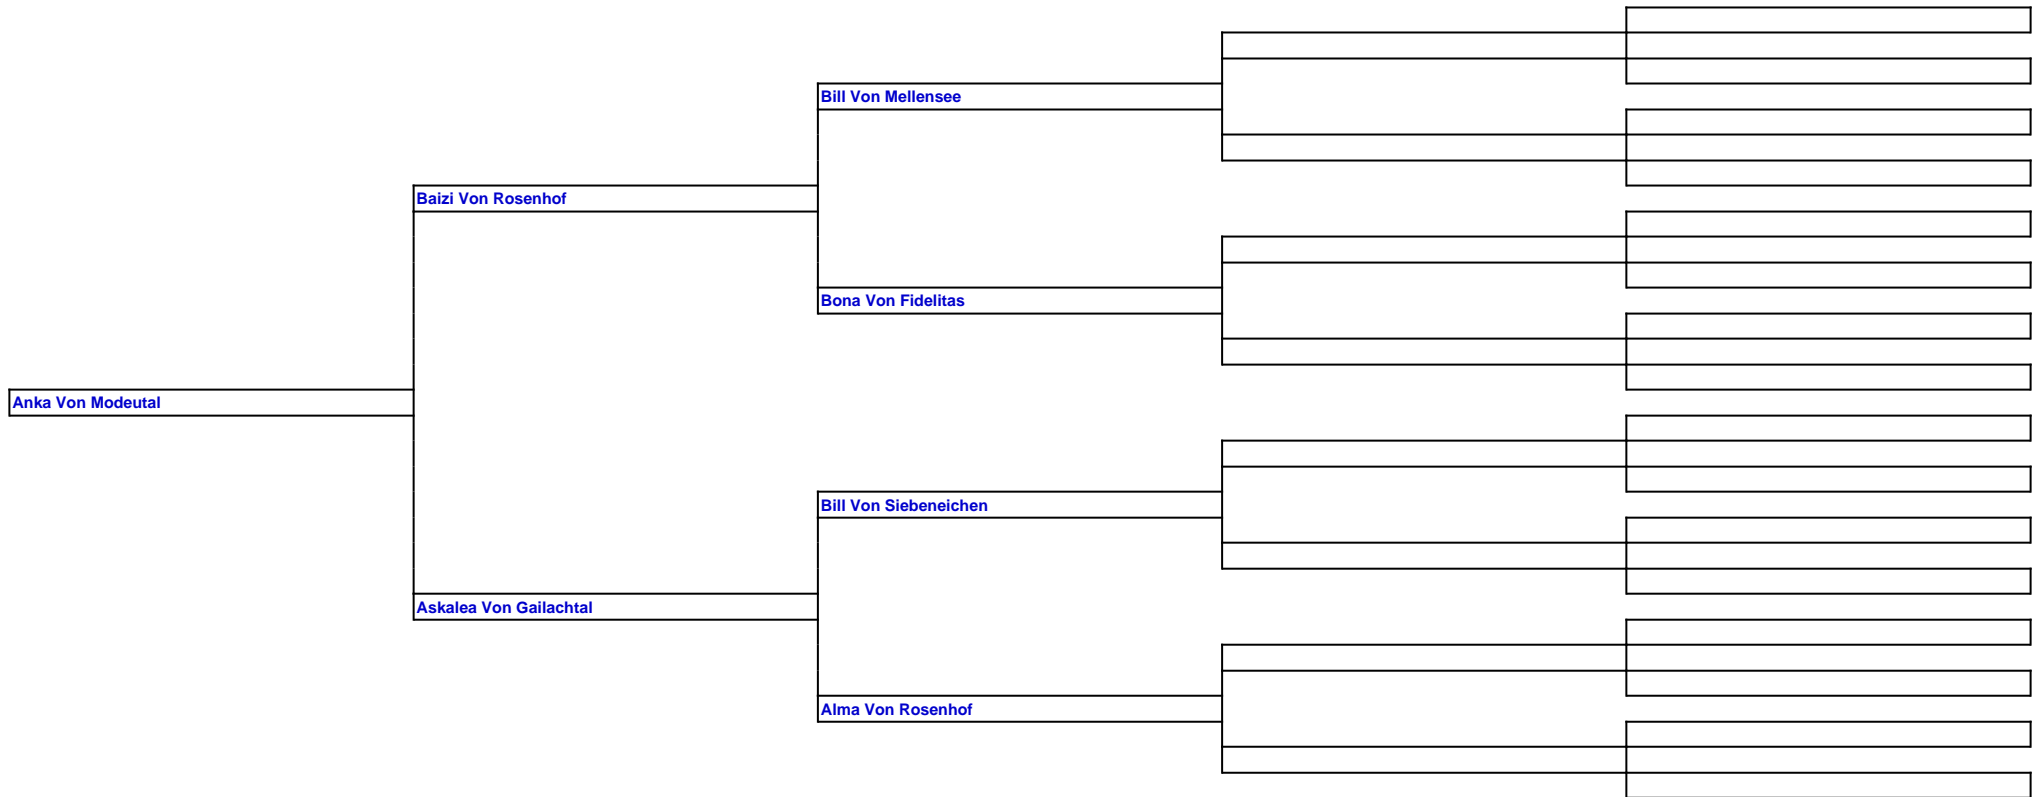 Bill Von Mellensee
Baizi Von Rosenhof
Bona Von Fidelitas
Anka Von Modeutal
Bill Von Siebeneichen
Askalea Von Gailachtal
Alma Von Rosenhof